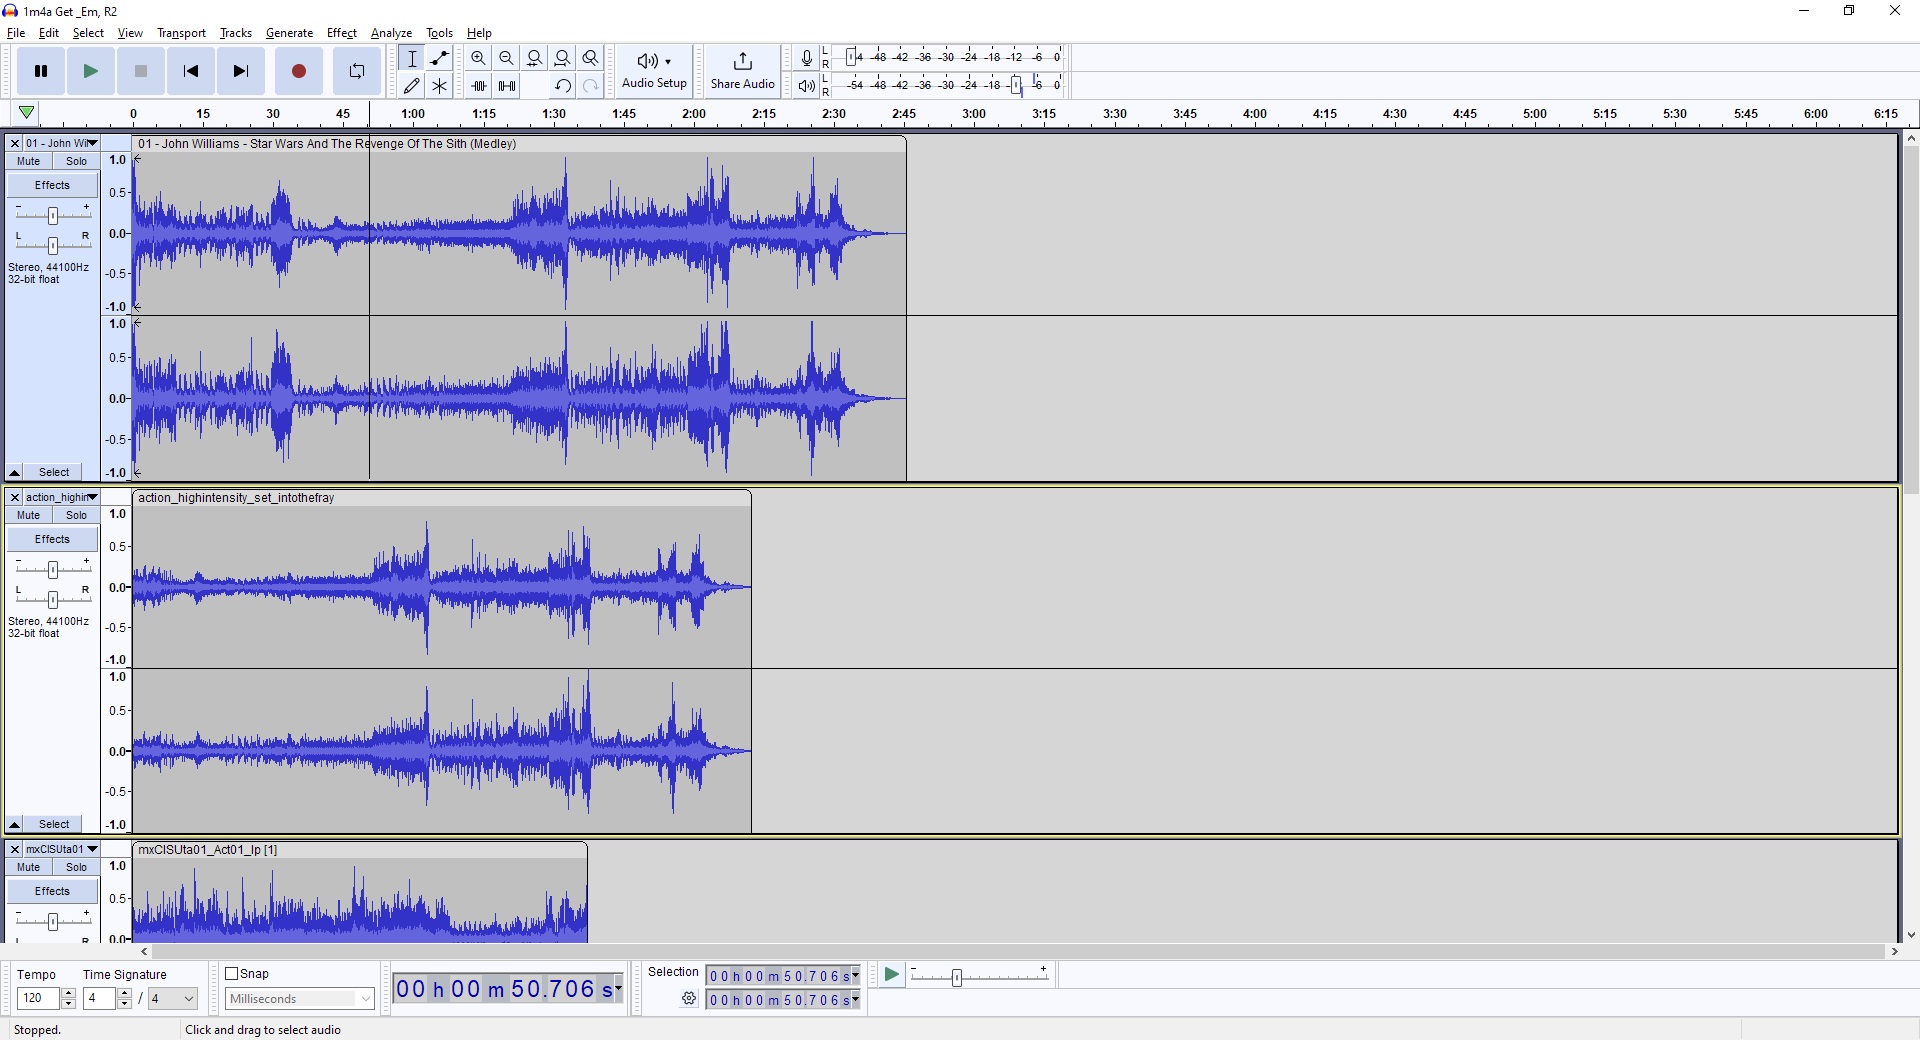 1m4a Get _Em, R2
File Edit Select View Transport Tracks Generate Effect Analyze Tools Help
Audio Setup
Share Audio
L
R
-54 -48 -42 -36 -30 -24 -18 -12 -6 0
L
R
-54 -48 -42 -36 -30 -24 -18 -12 -6 0
0 15 30 45 1:00 1:15 1:30 1:45 2:00 2:15 2:30 2:45 3:00 3:15 3:30 3:45 4:00 4:15 4:30 4:45 5:00 5:15 5:30 5:45 6:00 6:15
01 - John Wil
Mute Solo
Effects
- +
L R
Stereo, 44100Hz
32-bit float
Select
1.0
0.5
0.0
-0.5
-1.0
1.0
0.5
0.0
-0.5
-1.0
01 - John Williams - Star Wars And The Revenge Of The Sith (Medley)
action_highin
Mute Solo
Effects
- +
L R
Stereo, 44100Hz
32-bit float
Select
1.0
0.5
0.0
-0.5
-1.0
1.0
0.5
0.0
-0.5
-1.0
action_highintensity_set_intothefray
mxCISUta01
Mute Solo
Effects
- +
L R
1.0
0.5
0.0
mxCISUta01_Act01_lp [1]
Tempo
120
Time Signature
4 / 4
Snap
Milliseconds
00 h 00 m 50.706 s
Selection
00 h 00 m 50.706 s
00 h 00 m 50.706 s
- +
Stopped.
Click and drag to select audio